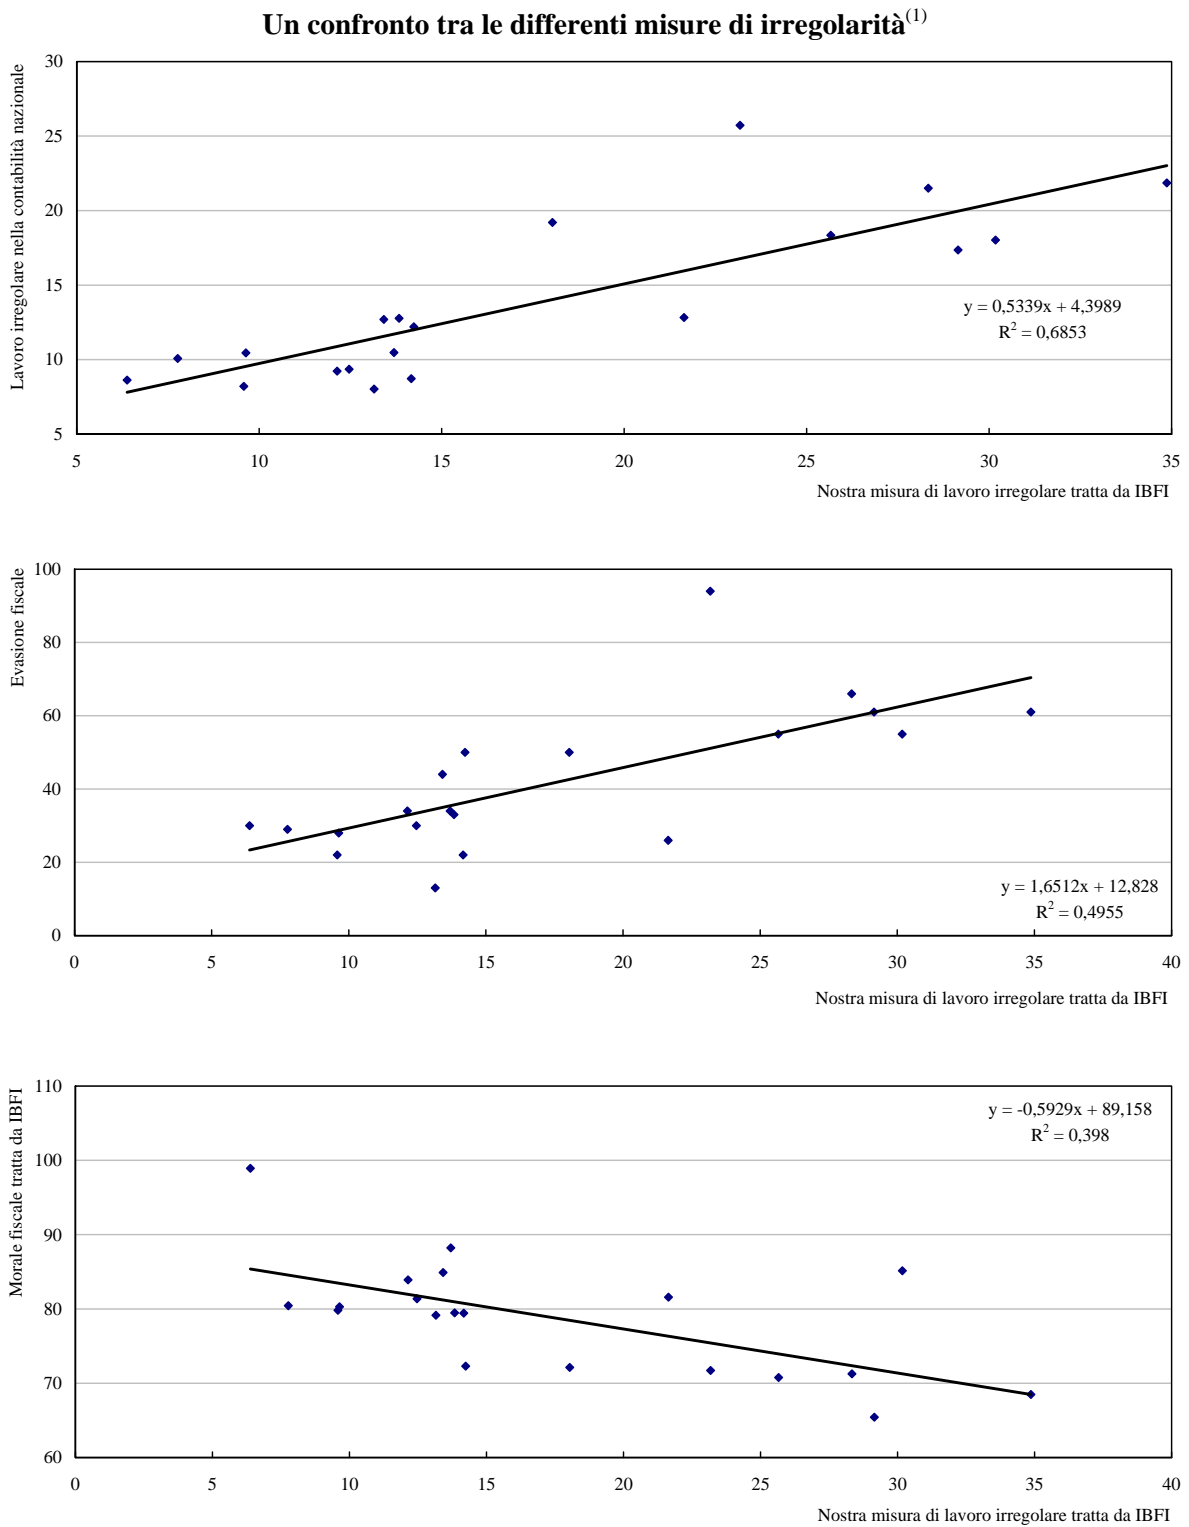 Un confronto tra le differenti misure di irregolarità(1)
Lavoro irregolare nella contabilità nazionale
30
25
20
15
10
5
y = 0,5339x + 4,3989
R2 = 0,6853
5 10 15 20 25 30 35
Nostra misura di lavoro irregolare tratta da IBFI
Evasione fiscale
100
80
60
40
20
0
y = 1,6512x + 12,828
R2 = 0,4955
0 5 10 15 20 25 30 35 40
Nostra misura di lavoro irregolare tratta da IBFI
Morale fiscale tratta da IBFI
110
100
90
80
70
60
y = -0,5929x + 89,158
R2 = 0,398
0 5 10 15 20 25 30 35 40
Nostra misura di lavoro irregolare tratta da IBFI